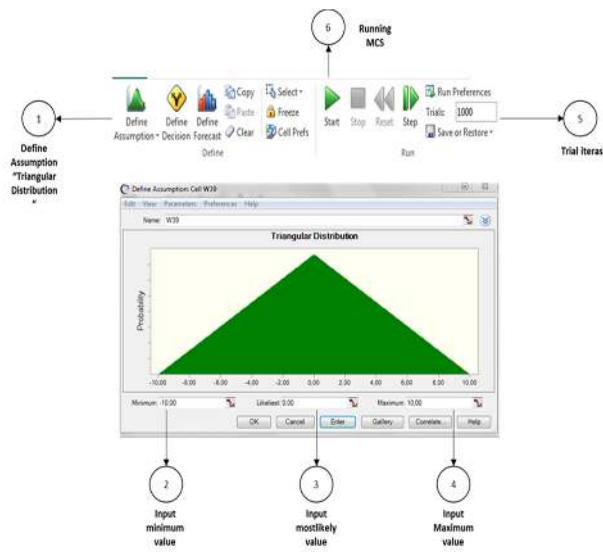 6
Running
MCS
1
Define
Assumption
"Triangular
Distribution
"
Define
Assumption
Define
Decision
Define
Forecast
Copy
Paste
Clear
Select
Freeze
Cell Prefs
Define
Start
Stop
Reset
Step
Run Preferences
Trials: 1000
Save or Restore
Run
5
Trial iteras
Define Assumption: Cell W39
Edit View Parameters Preferences Help
Name: W39
Triangular Distribution
Probability
-10,00 -8,00 -6,00 -4,00 -2,00 0,00 2,00 4,00 6,00 8,00 10,00
Minimum -10,00 Likeliest 0,00 Maximum 10,00
OK Cancel Enter Gallery Correlate... Help
2
Input
minimum
value
3
Input
mostlikely
value
4
Input
Maximum
value